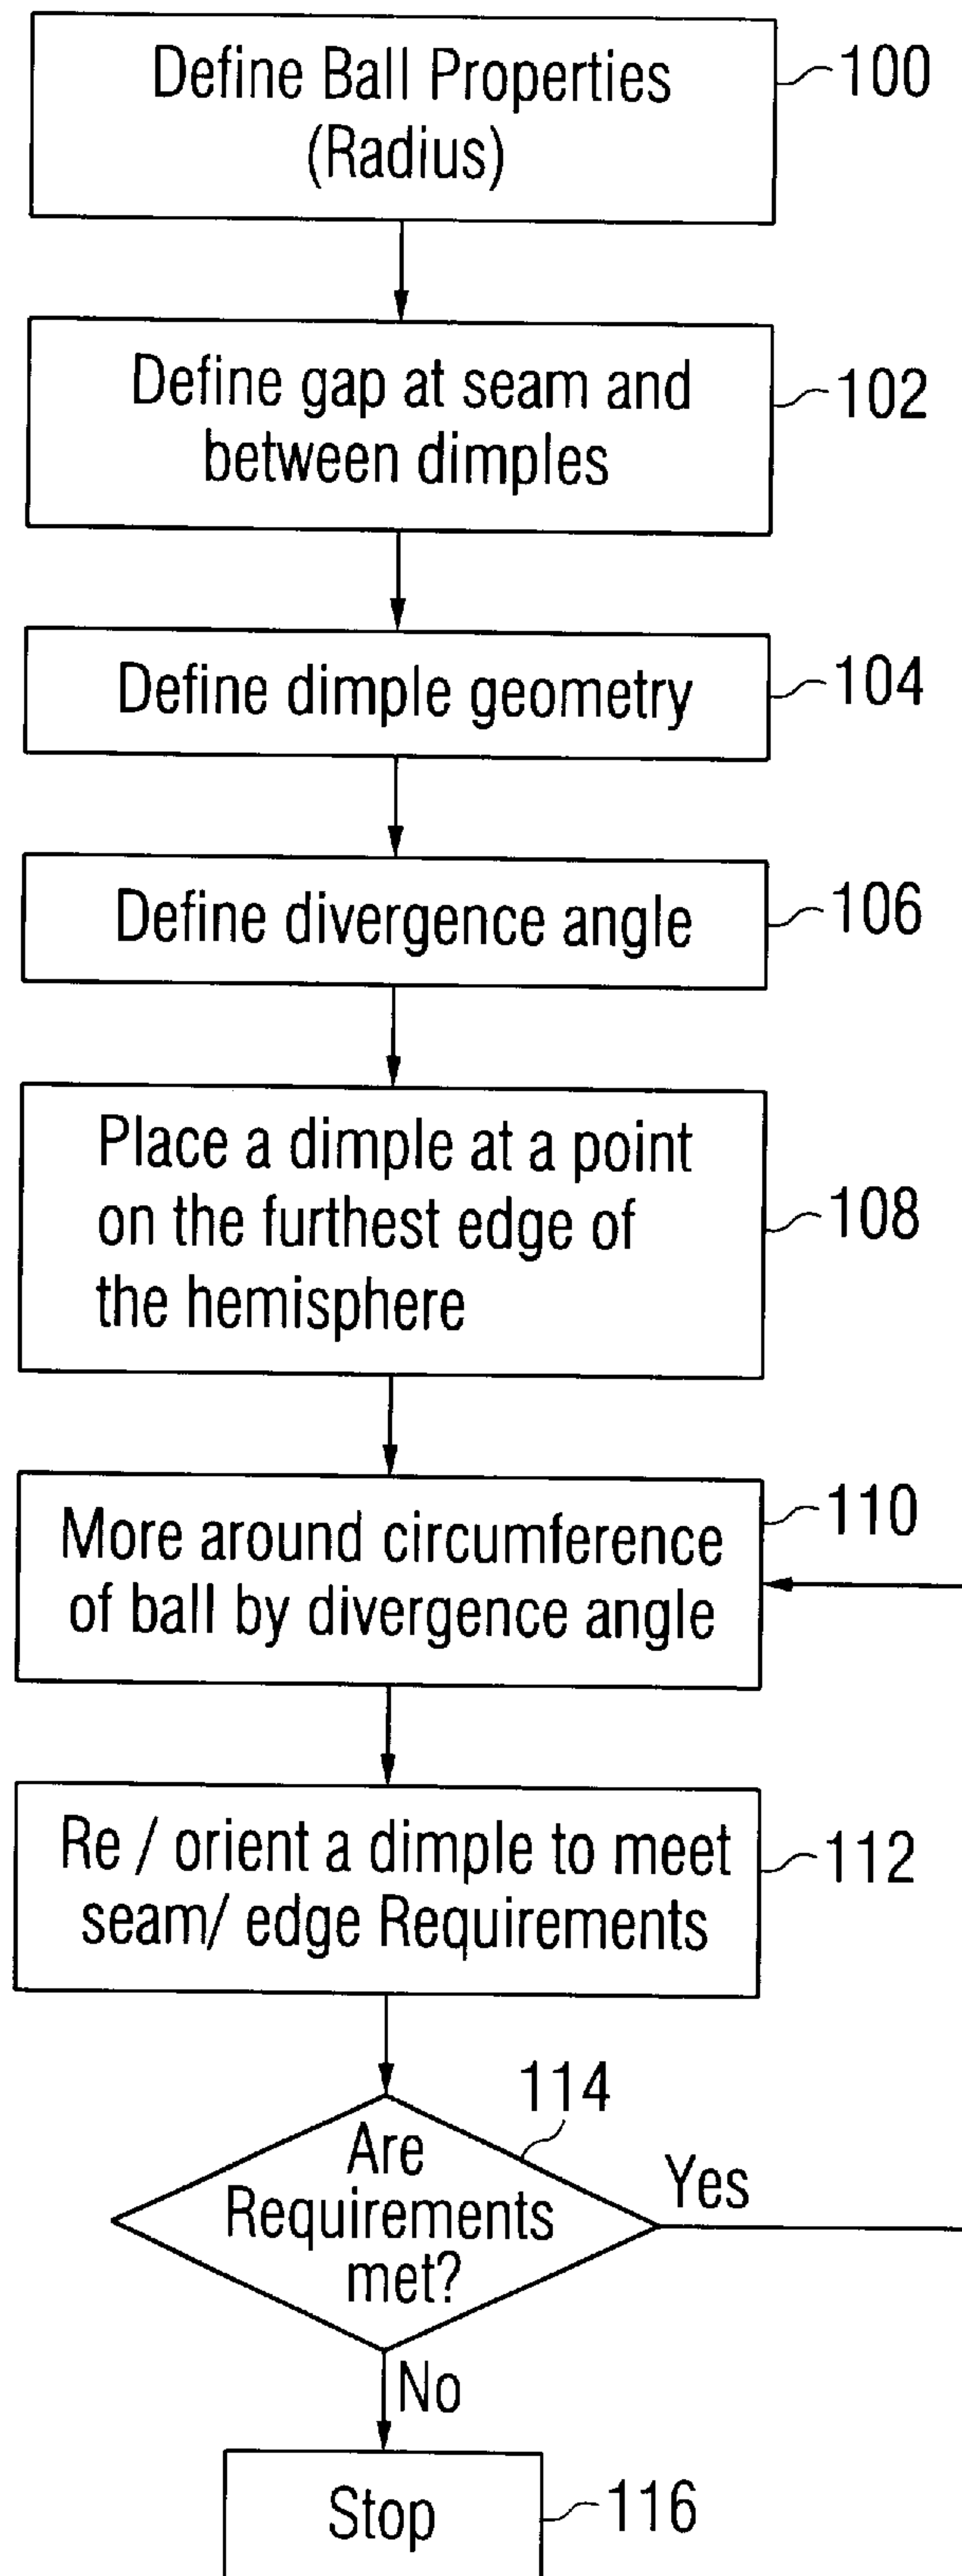 Define Ball Properties
(Radius)
100
Define gap at seam and
between dimples
102
Define dimple geometry
104
Define divergence angle
106
Place a dimple at a point
on the furthest edge of
the hemisphere
108
More around circumference
of ball by divergence angle
110
Re / orient a dimple to meet
seam/ edge Requirements
112
114
Are
Requirements
met?
Yes
No
Stop
116